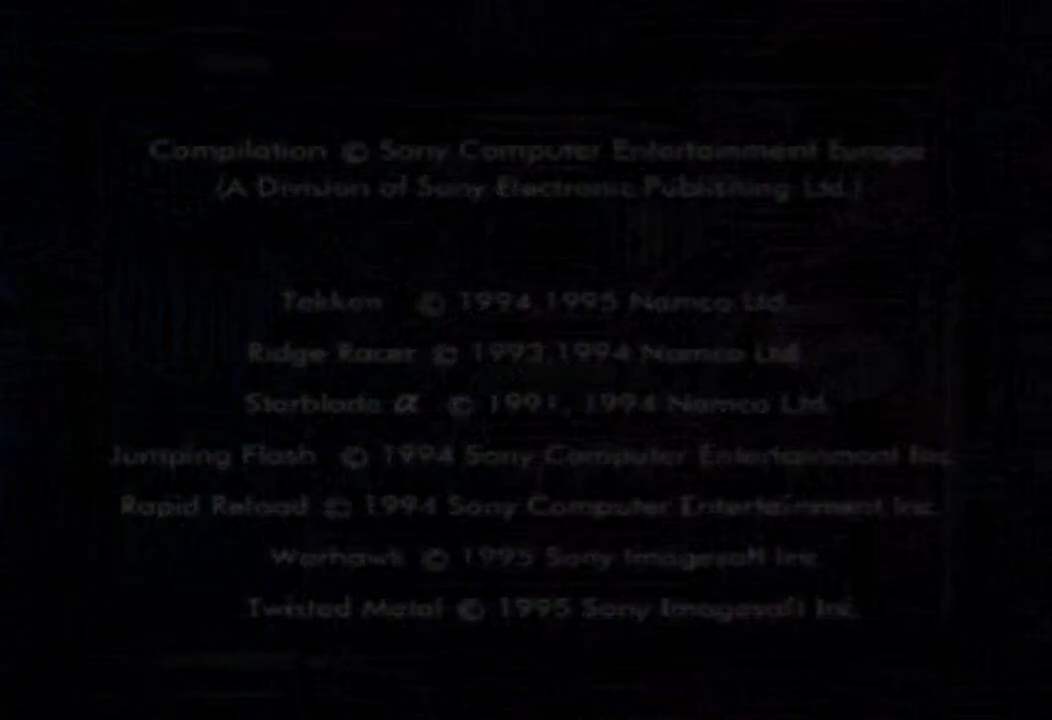 Compilation © Sony Computer Entertainment Europe
(A Division of Sony Electronic Publishing Ltd.)
Tekken © 1994,1995 Namco Ltd.
Ridge Racer © 1993,1994 Namco Ltd.
Starblade α © 1991, 1994 Namco Ltd.
Jumping Flash © 1994 Sony Computer Entertainment Inc.
Rapid Reload © 1994 Sony Computer Entertainment Inc.
Warhawk © 1995 Sony Imagesoft Inc.
Twisted Metal © 1995 Sony Imagesoft Inc.